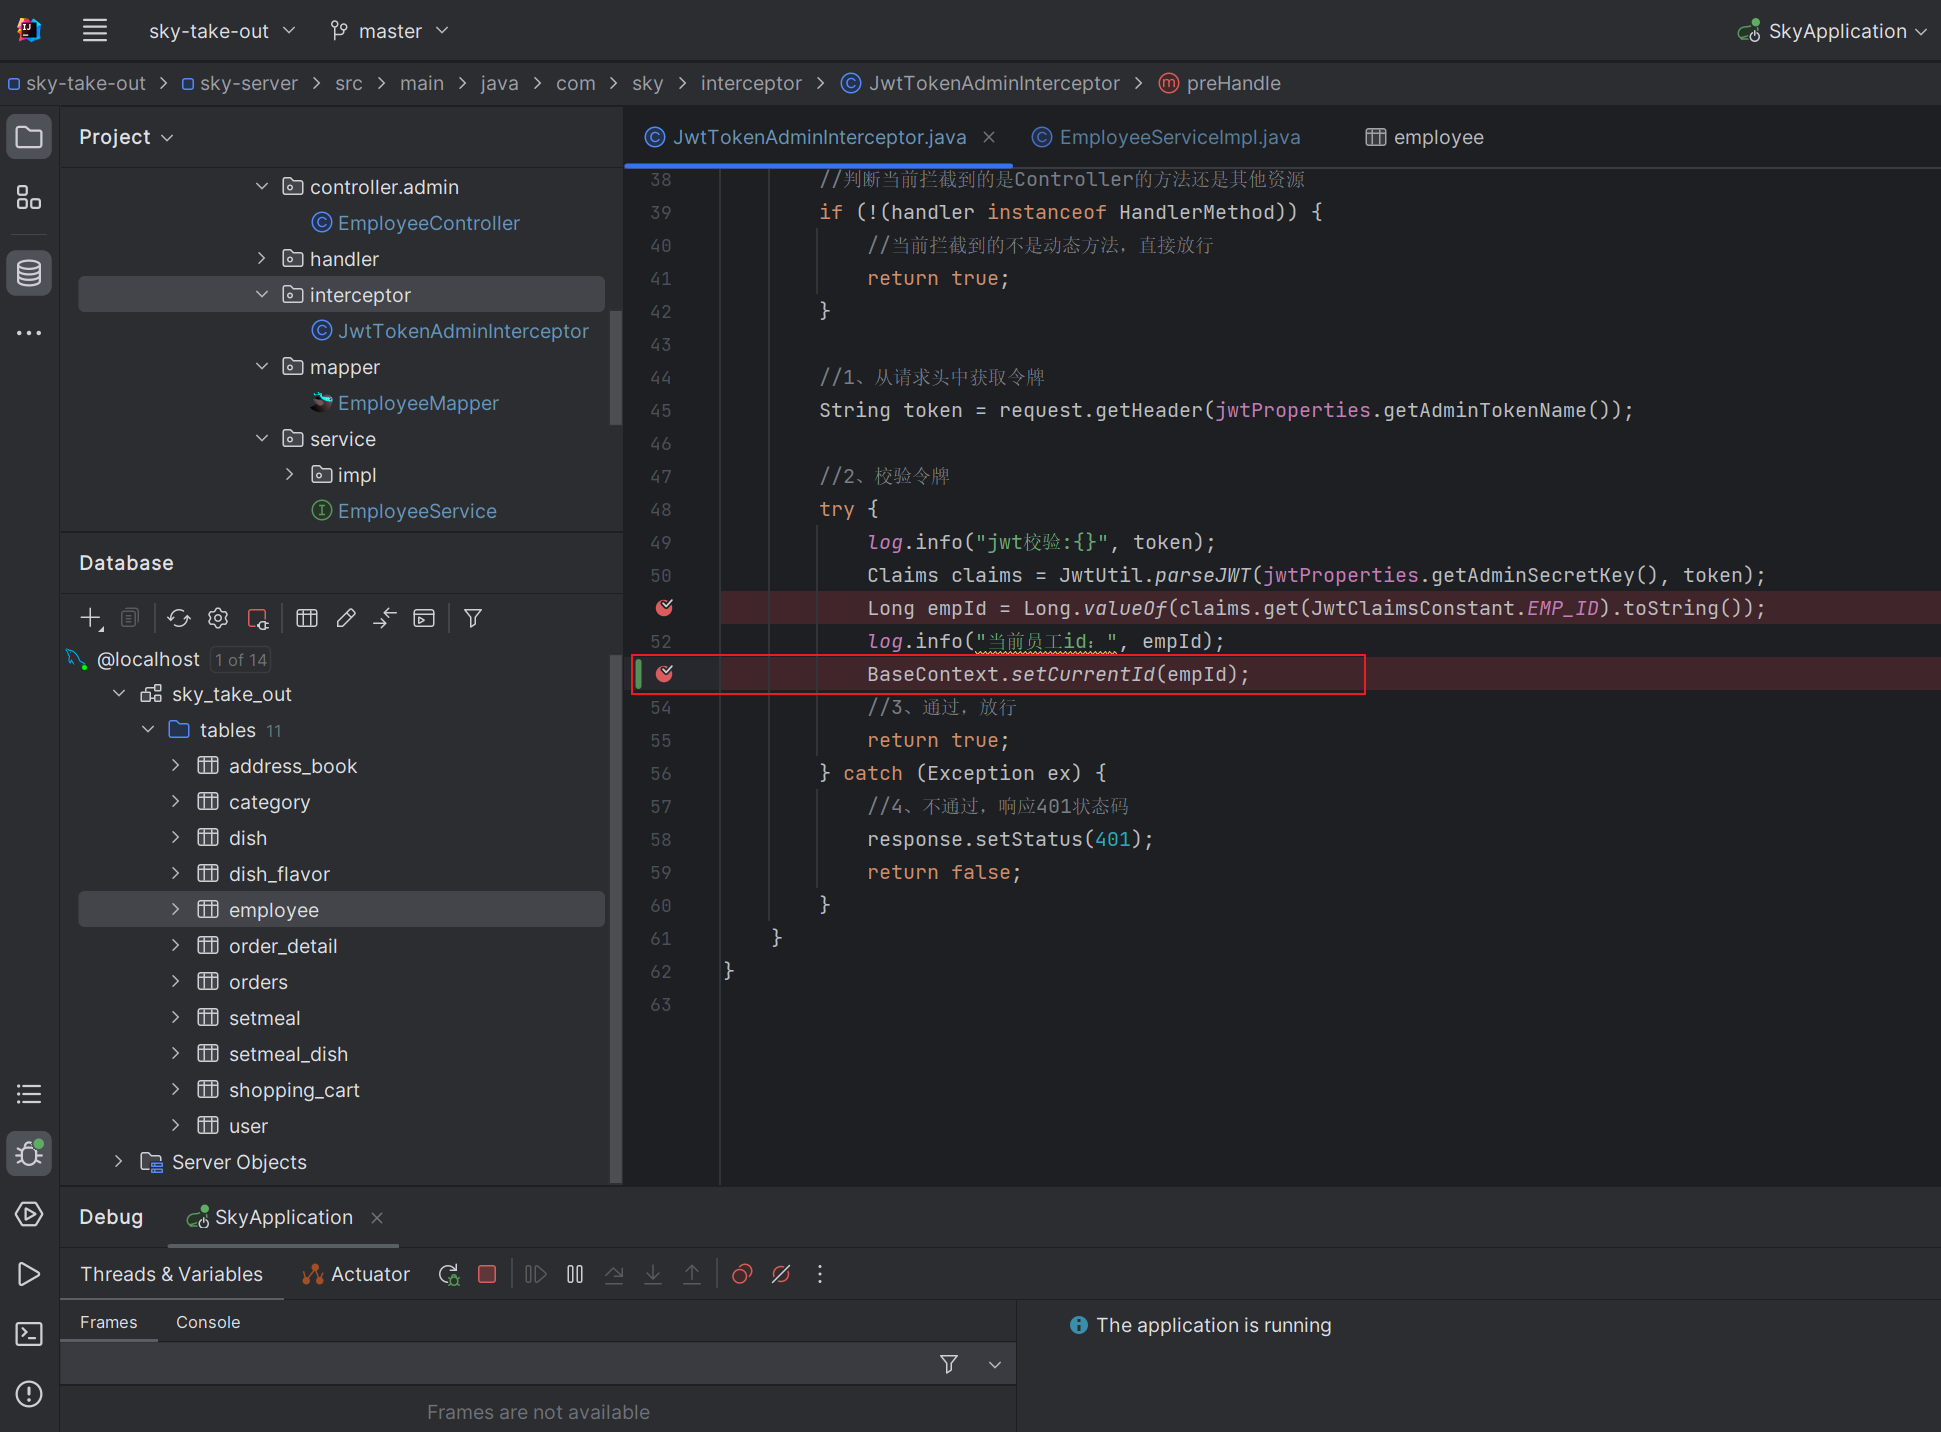 sky-take-out
master
SkyApplication
sky-take-out
sky-server
src
main
java
com
sky
interceptor
JwtTokenAdminInterceptor
preHandle
Project
controller.admin
EmployeeController
handler
interceptor
JwtTokenAdminInterceptor
mapper
EmployeeMapper
service
impl
EmployeeService
Database
@localhost 1 of 14
sky_take_out
tables 11
address_book
category
dish
dish_flavor
employee
order_detail
orders
setmeal
setmeal_dish
shopping_cart
user
Server Objects
JwtTokenAdminInterceptor.java
EmployeeServiceImpl.java
employee
38 //判断当前拦截到的是Controller的方法还是其他资源
39 if (!(handler instanceof HandlerMethod)) {
40 //当前拦截到的不是动态方法，直接放行
41 return true;
42 }
43
44 //1、从请求头中获取令牌
45 String token = request.getHeader(jwtProperties.getAdminTokenName());
46
47 //2、校验令牌
48 try {
49 log.info("jwt校验:{}", token);
50 Claims claims = JwtUtil.parseJWT(jwtProperties.getAdminSecretKey(), token);
Long empId = Long.valueOf(claims.get(JwtClaimsConstant.EMP_ID).toString());
52 log.info("当前员工id：", empId);
BaseContext.setCurrentId(empId);
54 //3、通过，放行
55 return true;
56 } catch (Exception ex) {
57 //4、不通过，响应401状态码
58 response.setStatus(401);
59 return false;
60 }
61 }
62 }
63
Debug
SkyApplication
Threads & Variables
Actuator
Frames
Console
Frames are not available
The application is running